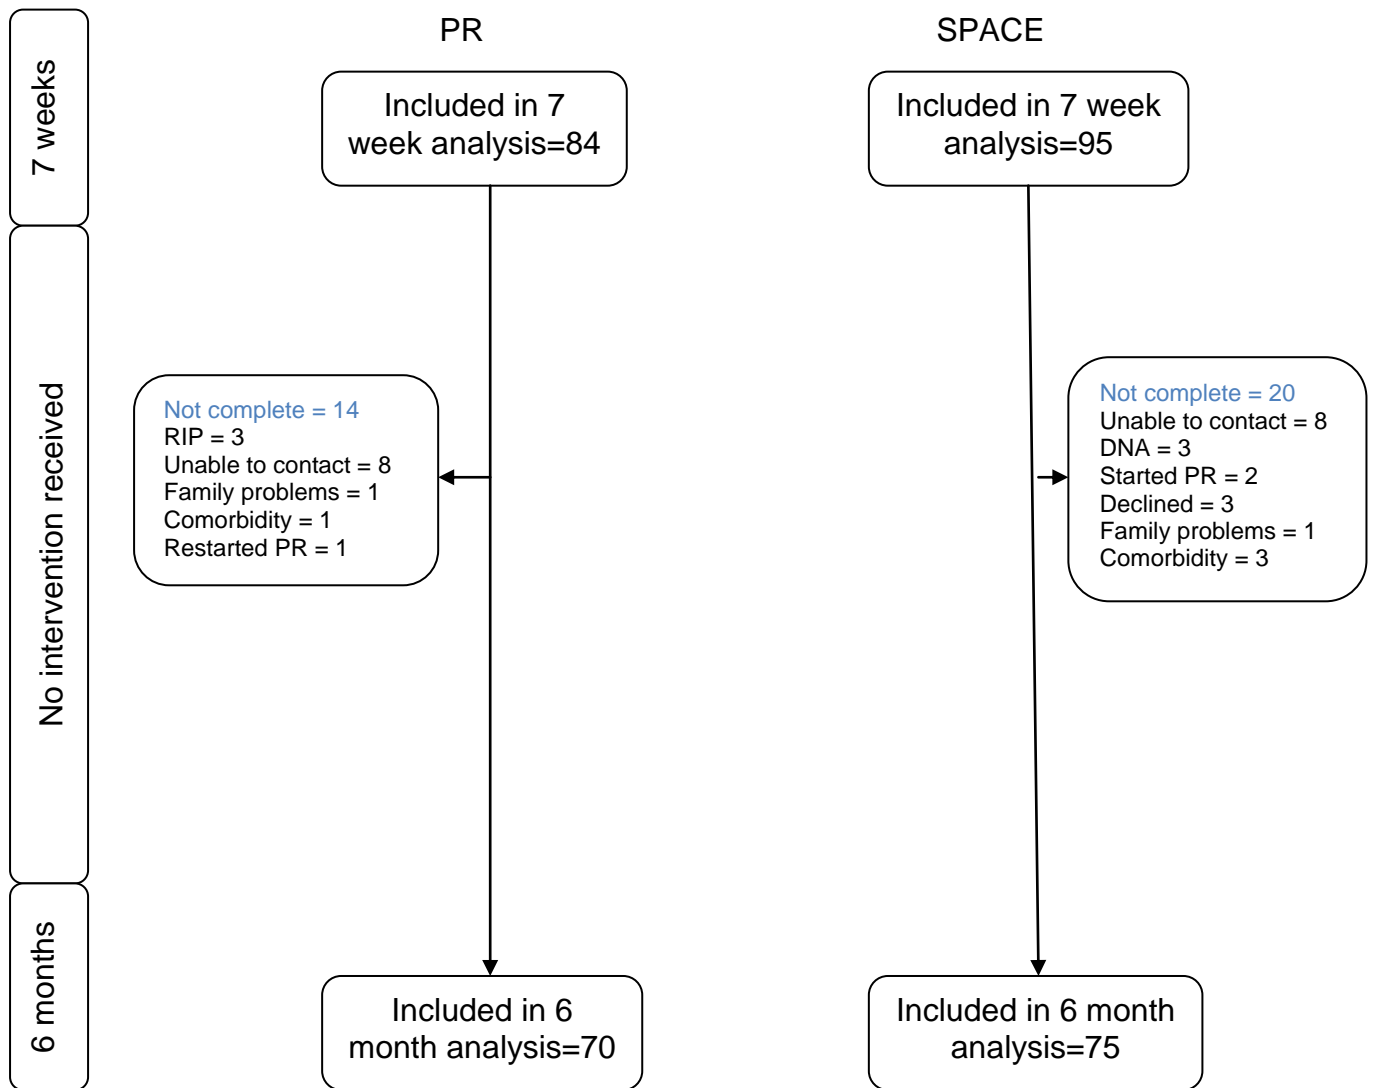 PR
SPACE
7 weeks
Included in 7
week analysis=84
Included in 7 week
analysis=95
No intervention received
Not complete = 14
RIP = 3
Unable to contact = 8
Family problems = 1
Comorbidity = 1
Restarted PR = 1
Not complete = 20
Unable to contact = 8
DNA = 3
Started PR = 2
Declined = 3
Family problems = 1
Comorbidity = 3
6 months
Included in 6
month analysis=70
Included in 6 month
analysis=75